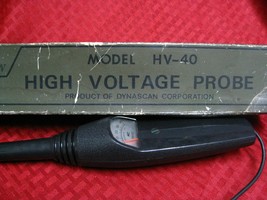 MODEL HV-40
HIGH VOLTAGE PROBE
PRODUCT OF DYNASCAN CORPORATION